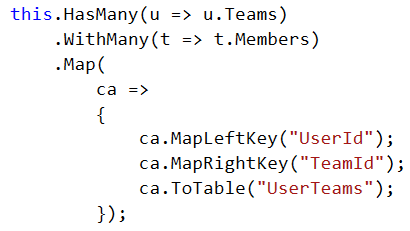 this.HasMany(u => u.Teams)
    .WithMany(t => t.Members)
    .Map(
        ca =>
        {
            ca.MapLeftKey("UserId");
            ca.MapRightKey("TeamId");
            ca.ToTable("UserTeams");
        });